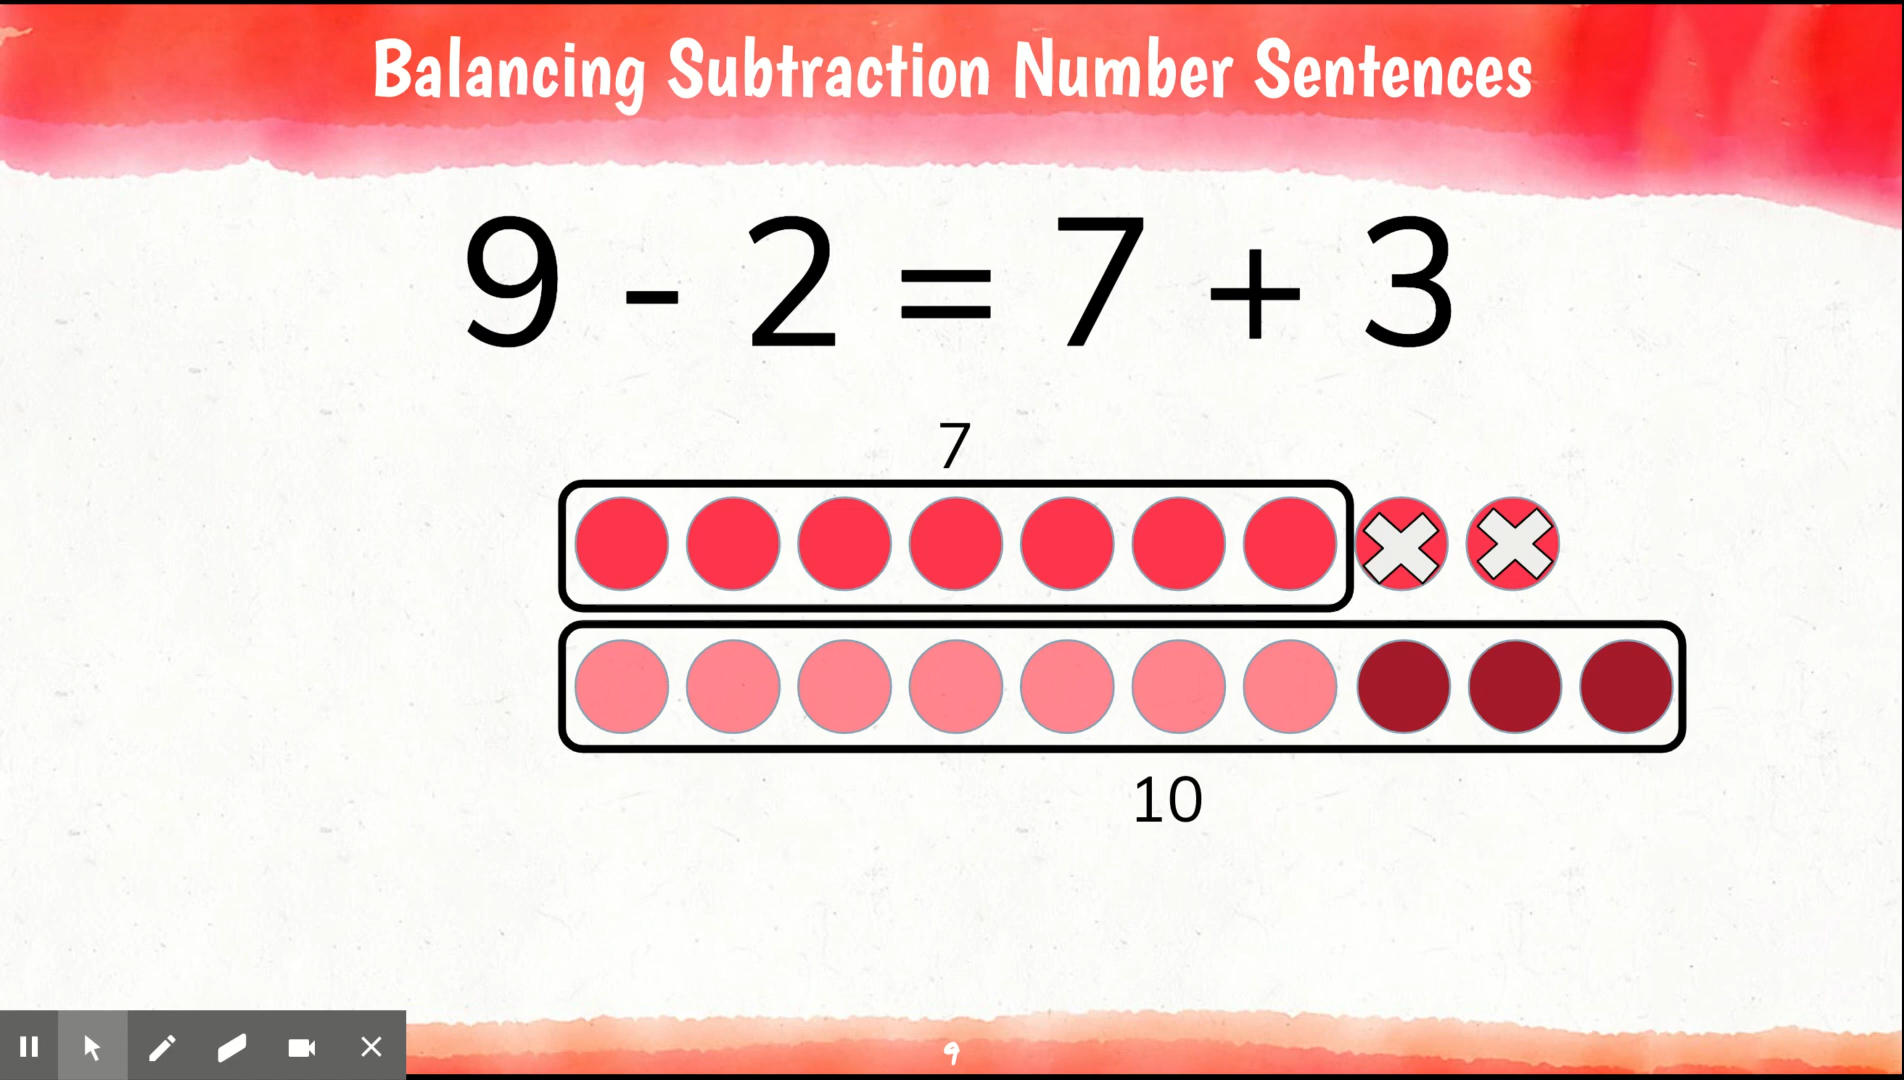 Balancing Subtraction Number Sentences
9 - 2 = 7 + 3
7
10
9